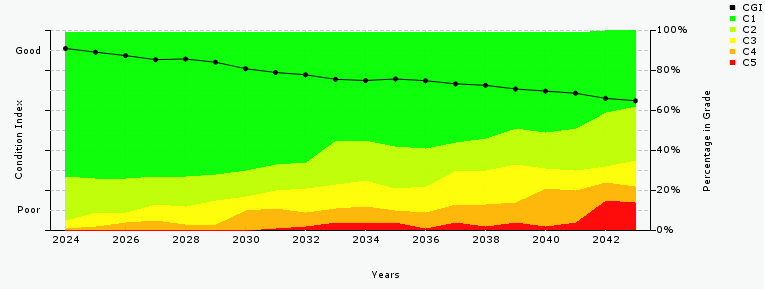 CGI
C1
C2
C3
C4
C5
Good
Poor
Condition Index
100%
80%
60%
40%
20%
0%
Percentage in Grade
2024 2026 2028 2030 2032 2034 2036 2038 2040 2042
Years